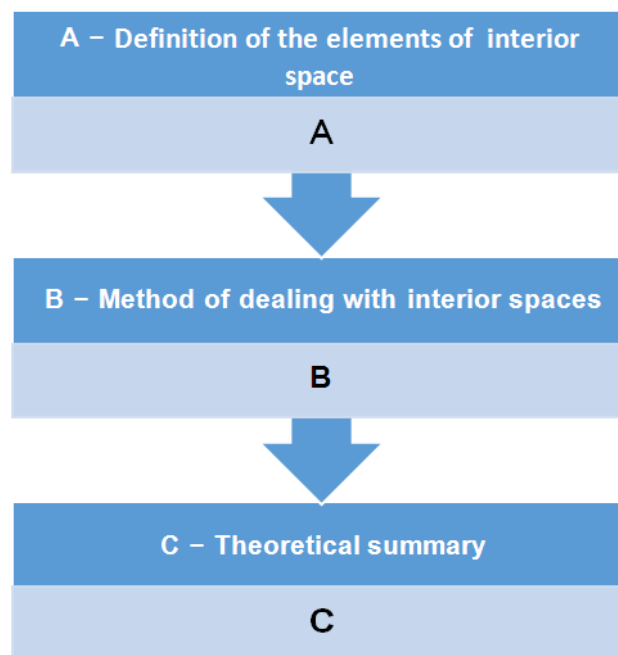 A – Definition of the elements of interior
space
A
B – Method of dealing with interior spaces
B
C – Theoretical summary
C